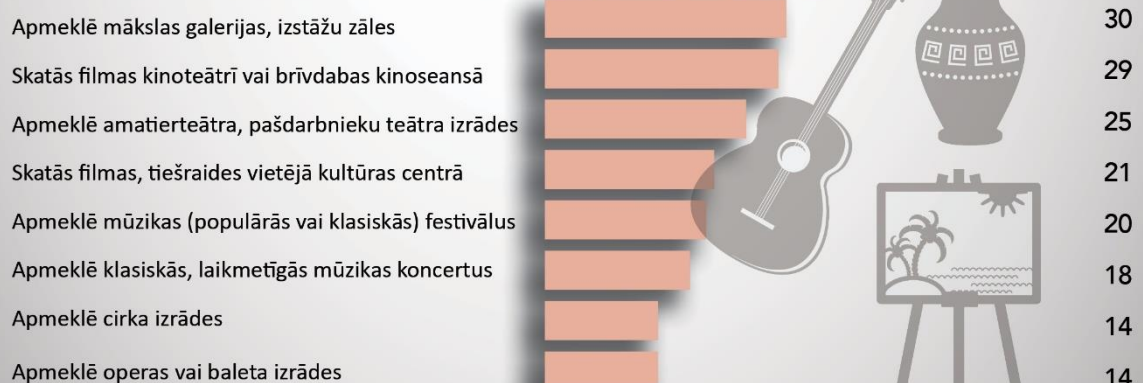 Apmeklē mākslas galerijas, izstāžu zāles 30
Skatās filmas kinoteātrī vai brīvdabas kinoseansā 29
Apmeklē amatierteātra, pašdarbnieku teātra izrādes 25
Skatās filmas, tiešraides vietējā kultūras centrā 21
Apmeklē mūzikas (populārās vai klasiskās) festivālus 20
Apmeklē klasiskās, laikmetīgās mūzikas koncertus 18
Apmeklē cirka izrādes 14
Apmeklē operas vai baleta izrādes 14